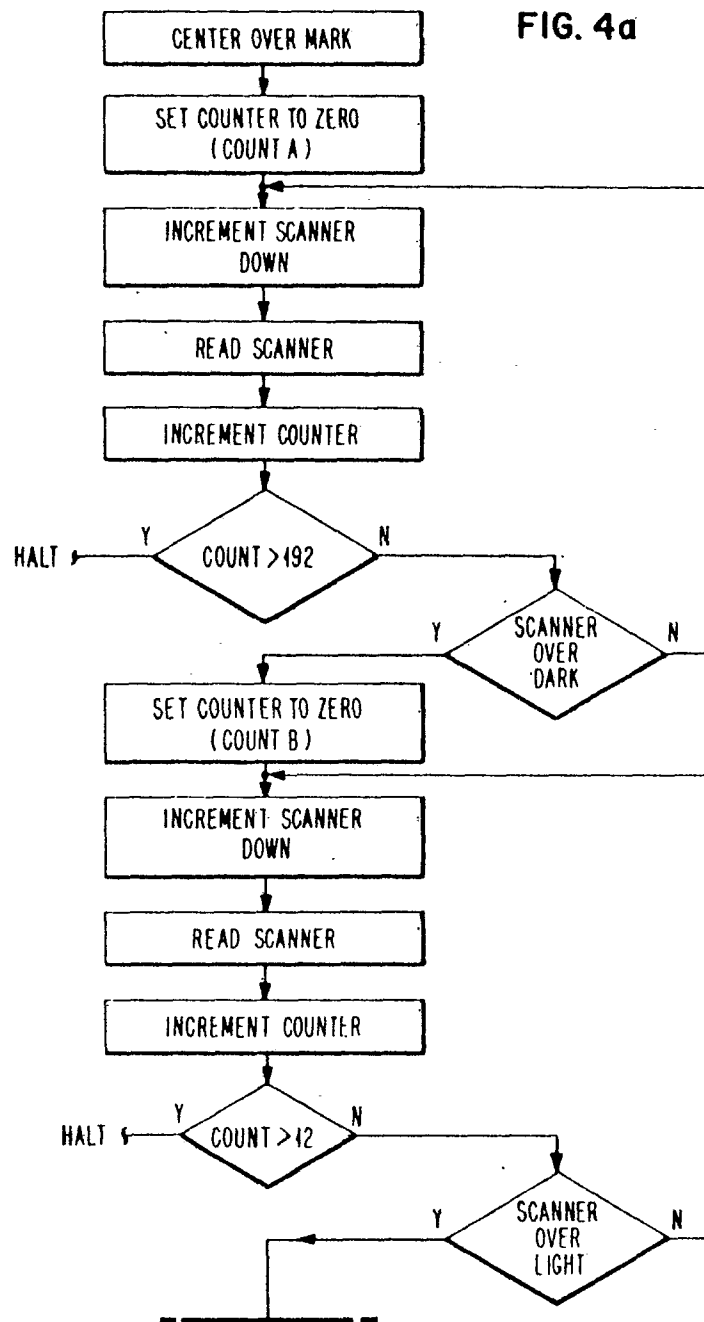 FIG. 4a
CENTER OVER MARK
SET COUNTER TO ZERO
(COUNT A)
INCREMENT SCANNER
DOWN
READ SCANNER
INCREMENT COUNTER
Y
N
HALT
COUNT >192
Y
SCANNER
OVER
DARK
N
SET COUNTER TO ZERO
(COUNT B)
INCREMENT SCANNER
DOWN
READ SCANNER
INCREMENT COUNTER
Y
N
HALT
COUNT >12
Y
SCANNER
OVER
LIGHT
N